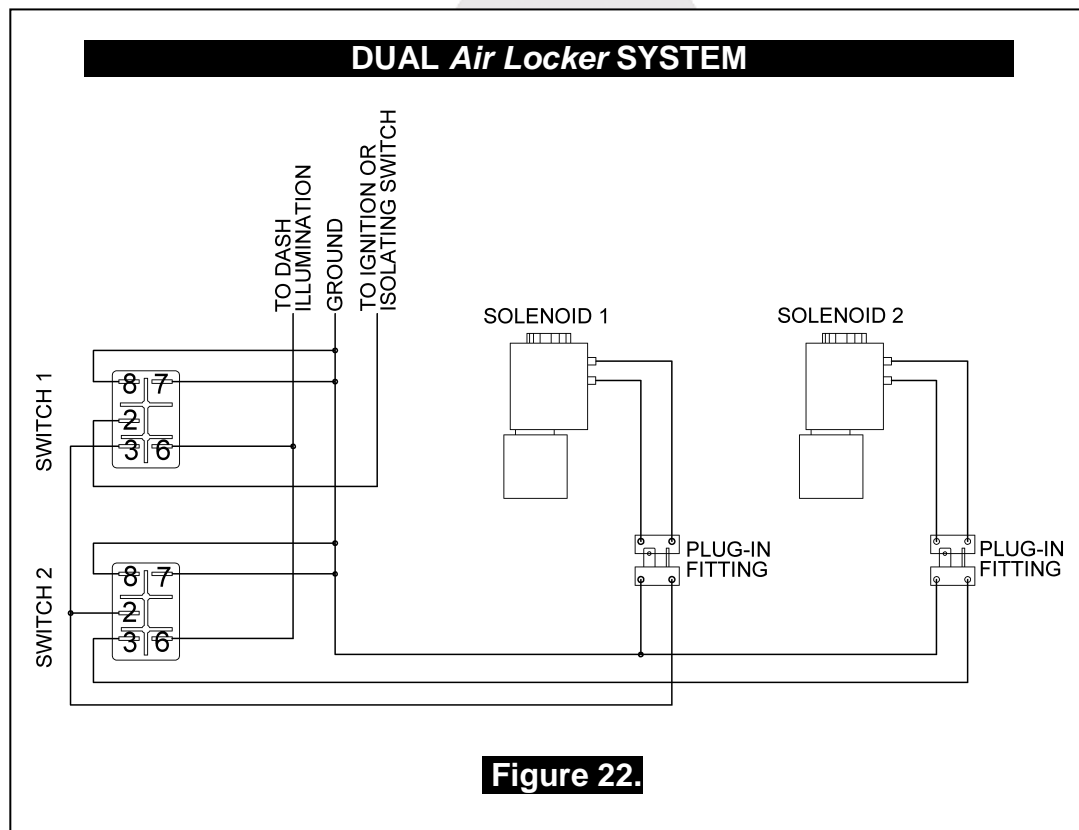 DUAL Air Locker SYSTEM
TO DASH
ILLUMINATION
GROUND
TO IGNITION OR
ISOLATING SWITCH
SOLENOID 1
SOLENOID 2
SWITCH 1
8 7
2
3 6
SWITCH 2
8 7
2
3 6
PLUG-IN
FITTING
PLUG-IN
FITTING
Figure 22.